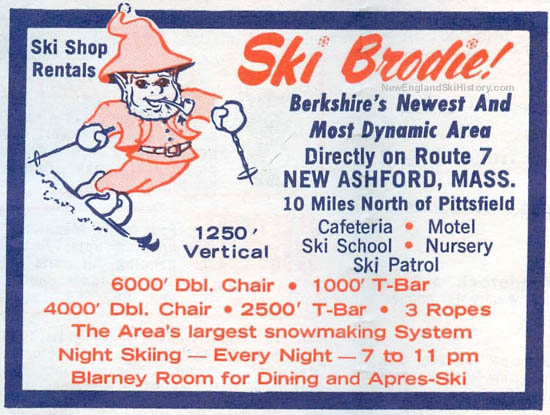 Ski Shop
Rentals
Ski Brodie!
NewEnglandSkiHistory.com
Berkshire's Newest And
Most Dynamic Area
Directly on Route 7
NEW ASHFORD, MASS.
10 Miles North of Pittsfield
Cafeteria • Motel
Ski School • Nursery
Ski Patrol
1250'
Vertical
6000' Dbl. Chair • 1000' T-Bar
4000' Dbl. Chair • 2500' T-Bar • 3 Ropes
The Area's largest snowmaking System
Night Skiing — Every Night — 7 to 11 pm
Blarney Room for Dining and Apres-Ski